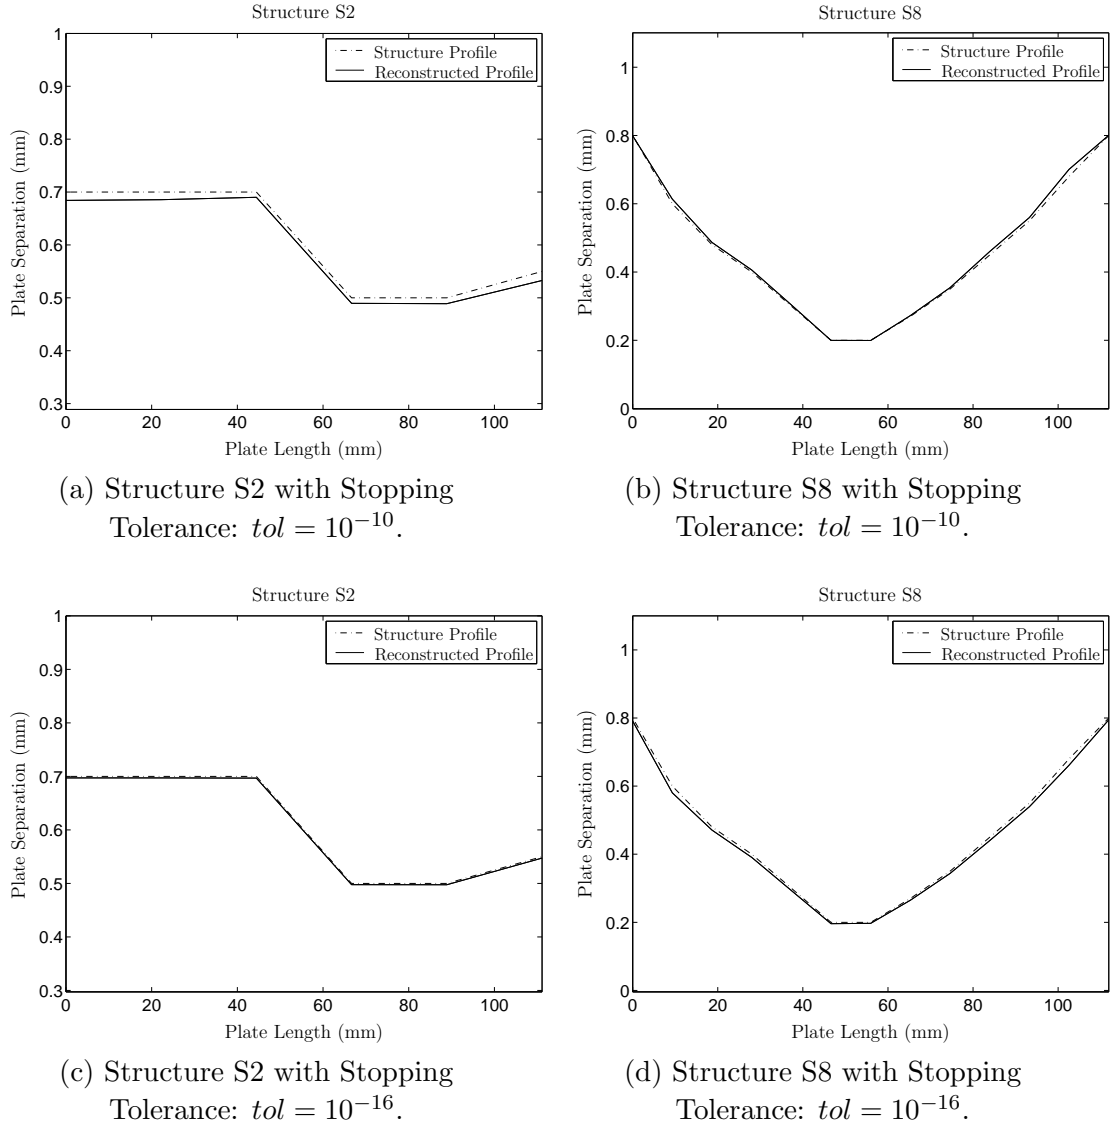 Structure S2
1
0.9
0.8
0.7
0.6
0.5
0.4
0.3
0 20 40 60 80 100
Plate Separation (mm)
Plate Length (mm)
Structure Profile
Reconstructed Profile
(a) Structure S2 with Stopping
Tolerance: tol = 10⁻¹⁰.
Structure S8
1
0.8
0.6
0.4
0.2
0
0 20 40 60 80 100
Plate Separation (mm)
Plate Length (mm)
Structure Profile
Reconstructed Profile
(b) Structure S8 with Stopping
Tolerance: tol = 10⁻¹⁰.
Structure S2
1
0.9
0.8
0.7
0.6
0.5
0.4
0.3
0 20 40 60 80 100
Plate Separation (mm)
Plate Length (mm)
Structure Profile
Reconstructed Profile
(c) Structure S2 with Stopping
Tolerance: tol = 10⁻¹⁶.
Structure S8
1
0.8
0.6
0.4
0.2
0
0 20 40 60 80 100
Plate Separation (mm)
Plate Length (mm)
Structure Profile
Reconstructed Profile
(d) Structure S8 with Stopping
Tolerance: tol = 10⁻¹⁶.